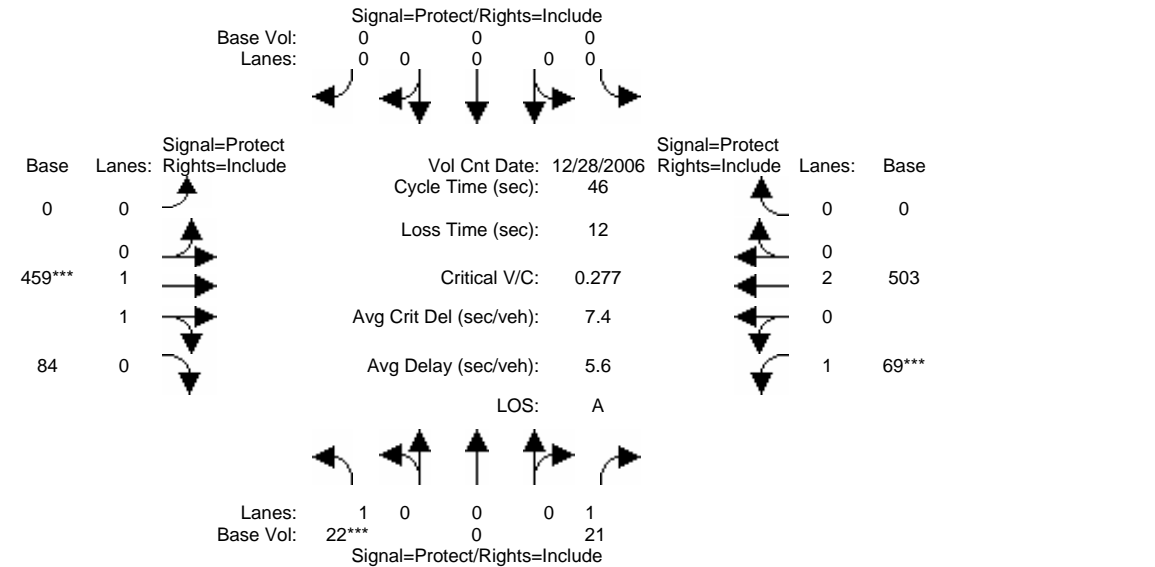 Signal=Protect/Rights=Include
Base Vol: 0 0 0
Lanes: 0 0 0 0 0
Signal=Protect Signal=Protect
Base Lanes: Rights=Include Vol Cnt Date: 12/28/2006 Rights=Include Lanes: Base
Cycle Time (sec): 46
0 0 0 0
Loss Time (sec): 12
0 0
459*** 1 Critical V/C: 0.277 2 503
1 Avg Crit Del (sec/veh): 7.4 0
84 0 Avg Delay (sec/veh): 5.6 1 69***
LOS: A
Lanes: 1 0 0 0 1
Base Vol: 22*** 0 21
Signal=Protect/Rights=Include